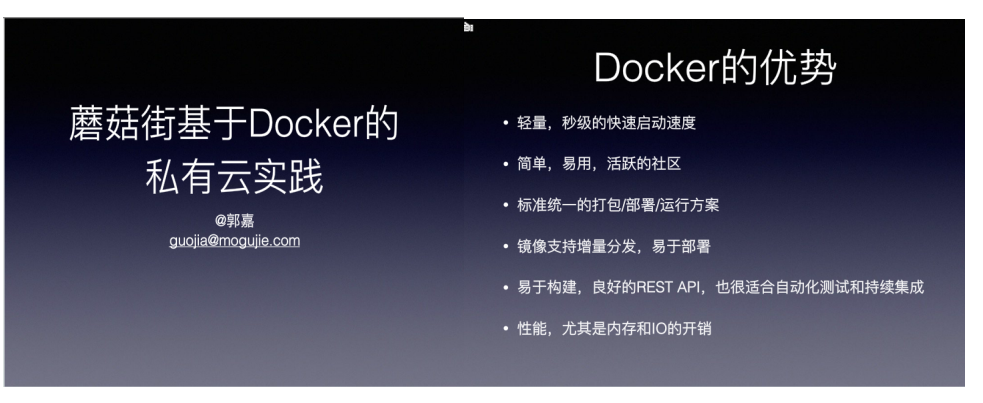 蘑菇街基于Docker的
私有云实践
@郭嘉
guojia@mogujie.com
Docker的优势
• 轻量，秒级的快速启动速度
• 简单，易用，活跃的社区
• 标准统一的打包/部署/运行方案
• 镜像支持增量分发，易于部署
• 易于构建，良好的REST API，也很适合自动化测试和持续集成
• 性能，尤其是内存和IO的开销